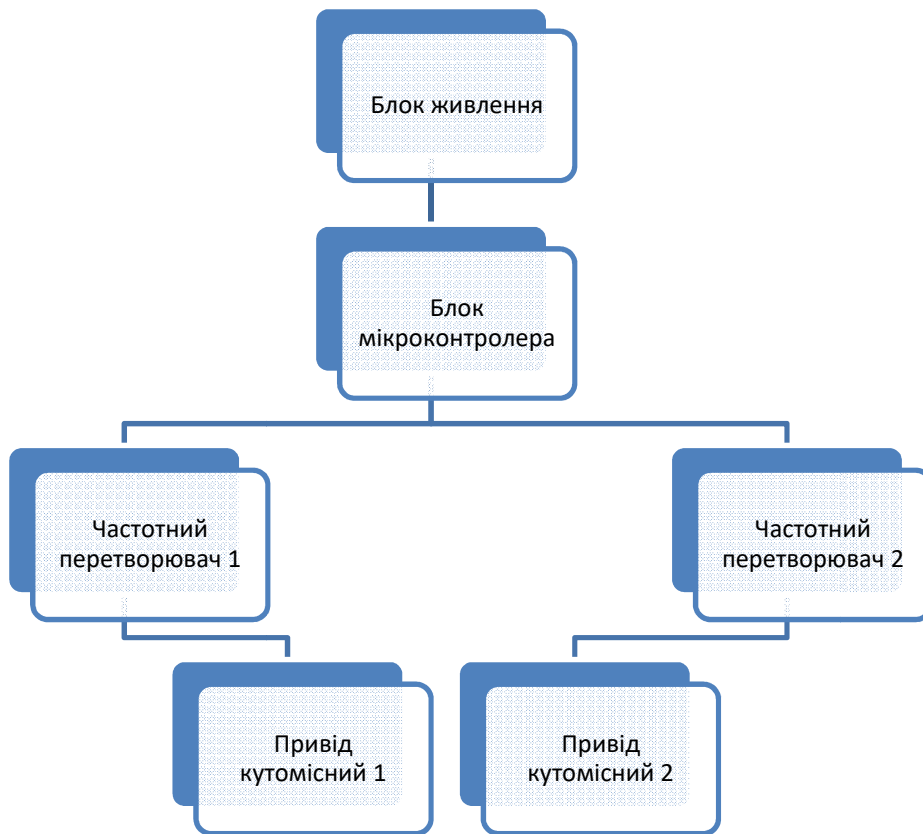 Блок живлення
Блок
мікроконтролера
Частотний
перетворювач 1
Частотний
перетворювач 2
Привід
кутомісний 1
Привід
кутомісний 2